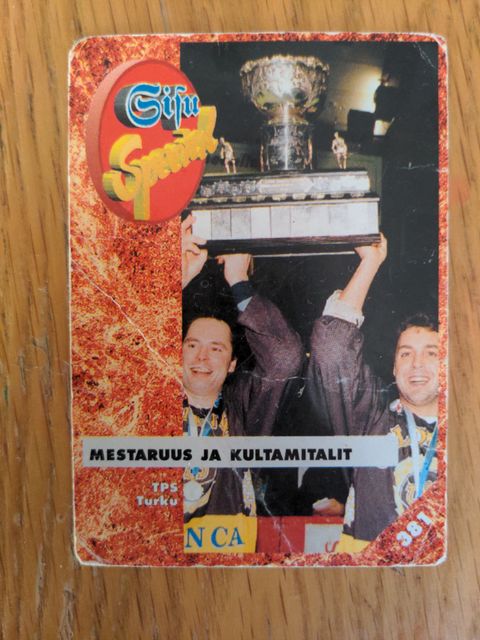 Sisu
Special
MESTARUUS JA KULTAMITALIT
TPS
Turku
N CA
381